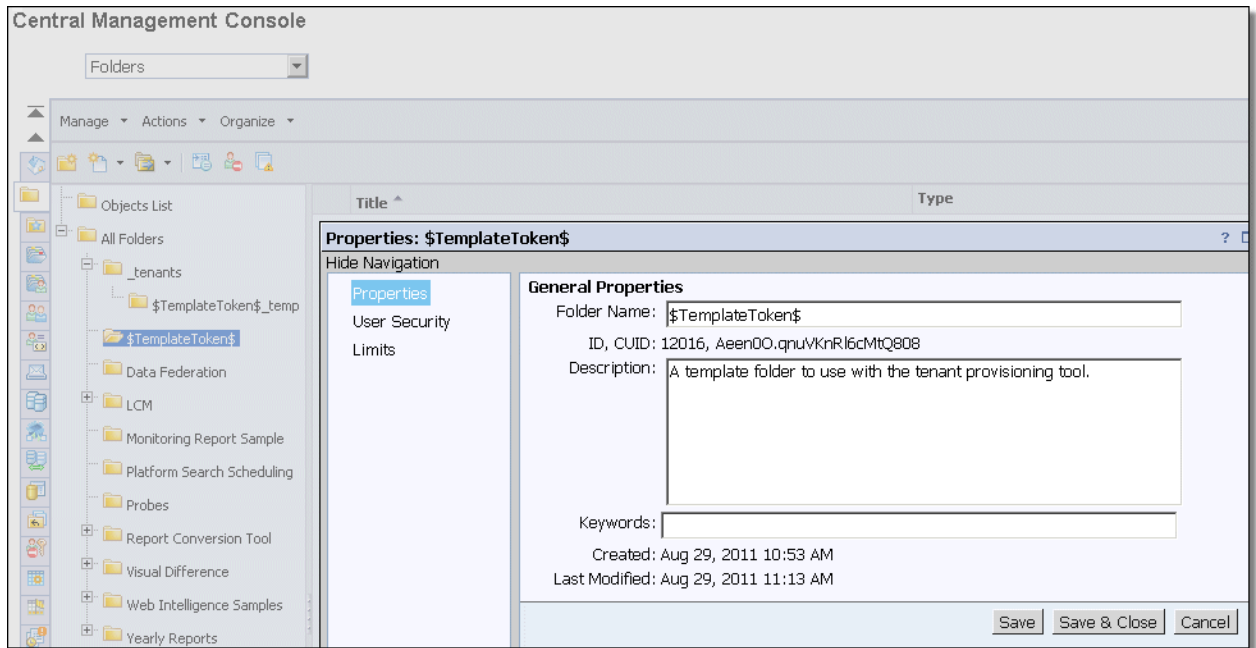 Central Management Console
Folders
Manage Actions Organize
Title Type
Objects List
All Folders
_tenants
$TemplateToken$_temp
$TemplateToken$
Data Federation
LCM
Monitoring Report Sample
Platform Search Scheduling
Probes
Report Conversion Tool
Visual Difference
Web Intelligence Samples
Yearly Reports
Properties: $TemplateToken$ ?
Hide Navigation
Properties
User Security
Limits
General Properties
Folder Name: $TemplateToken$
ID, CUID: 12016, Aeen0O.qnuVKnRl6cMtQ808
Description: A template folder to use with the tenant provisioning tool.
Keywords:
Created: Aug 29, 2011 10:53 AM
Last Modified: Aug 29, 2011 11:13 AM
Save Save & Close Cancel